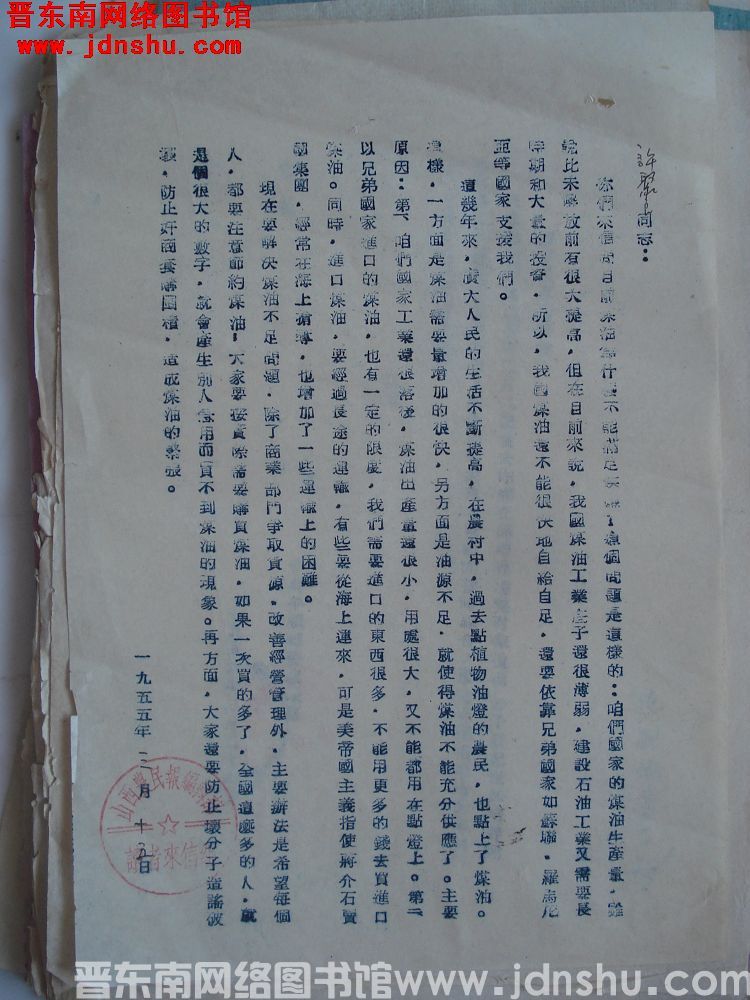 晋东南网络图书馆
www.jdnshu.com
許 同志：
你們來信問目前煤油為什麼不能滿足供應？這個問題是這樣的：咱們國家的煤油生產量，雖
說比未解放前有很大提高，但在目前來說，我國煤油工業底子還很薄弱，建設石油工業又需要長
時期和大量的投資，所以，我國煤油還不能很快地自給自足，還要依靠兄弟國家如蘇聯，羅馬尼
亚等國家支援我們。
這幾年來，廣大人民的生活不斷提高，在農村中，過去點植物油燈的農民，也點上了煤油。
這樣，一方面是煤油需要量增加的很快，另方面是油源不足，就使得煤油不能充分供應了。主要
原因：第一、咱們國家工業還很落後，煤油出產量還很小，用處很大，又不能都用在點燈上。第二
以兄弟國家進口的煤油，也有一定的限度，我們需要進口的東西很多，不能用更多的錢去買進口
煤油。同時，進口煤油，要經過長途的運輸，有些要從海上運來，可是美帝國主義指使蔣介石賣
國集團，經常在海上搶薄，也增加了一些運輸上的困難。
現在要解決煤油不足問題，除了商業部門爭取貨源，改善經營管理外，主要辦法是希望每個
人，都要注意節約煤油，大家要按實際需要購買煤油，如果一次買的多了，全國這麼多的人，就
是個很大的數字，就會產生別人急用而買不到煤油的現象。再方面，大家還要防止壞分子造謠破
壞，防止奸商套購囤積，造成煤油的緊張。
一九五五年二月十五日
山西農民報編輯部
讀者來信組
晋东南网络图书馆www.jdnshu.com